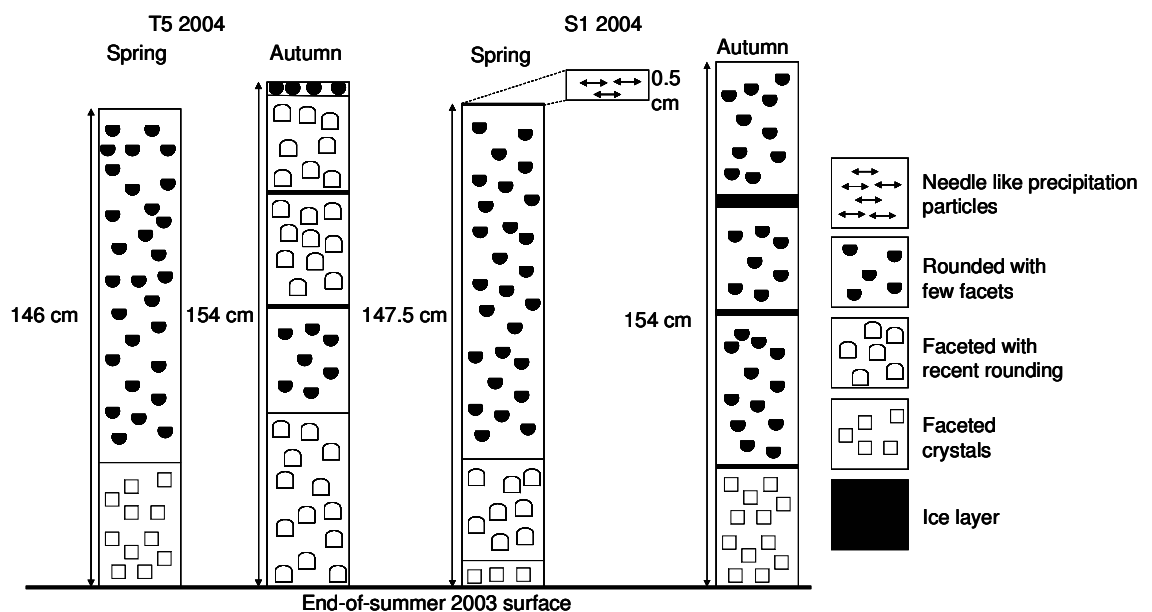 T5 2004
S1 2004
Spring
Autumn
Spring
Autumn
0.5
cm
146 cm
154 cm
147.5 cm
154 cm
Needle like precipitation
particles
Rounded with
few facets
Faceted with
recent rounding
Faceted
crystals
Ice layer
End-of-summer 2003 surface